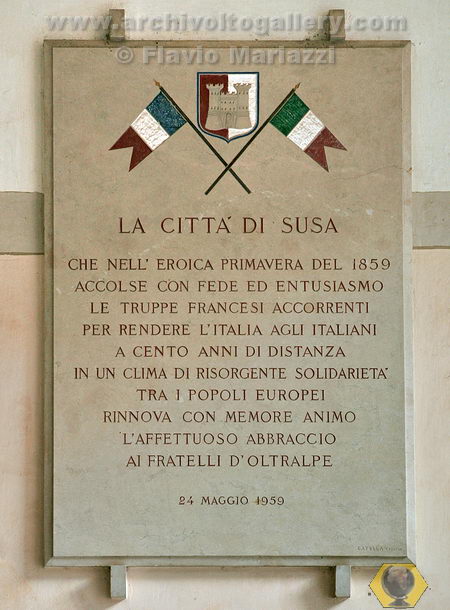 www.archivoltogallery.com
© Flavio Mariazzi
LA CITTÀ DI SUSA
CHE NELL' EROICA PRIMAVERA DEL 1859
ACCOLSE CON FEDE ED ENTUSIASMO
LE TRUPPE FRANCESI ACCORRENTI
PER RENDERE L'ITALIA AGLI ITALIANI
A CENTO ANNI DI DISTANZA
IN UN CLIMA DI RISORGENTE SOLIDARIETÀ
TRA I POPOLI EUROPEI
RINNOVA CON MEMORE ANIMO
L'AFFETTUOSO ABBRACCIO
AI FRATELLI D'OLTRALPE
24 MAGGIO 1959